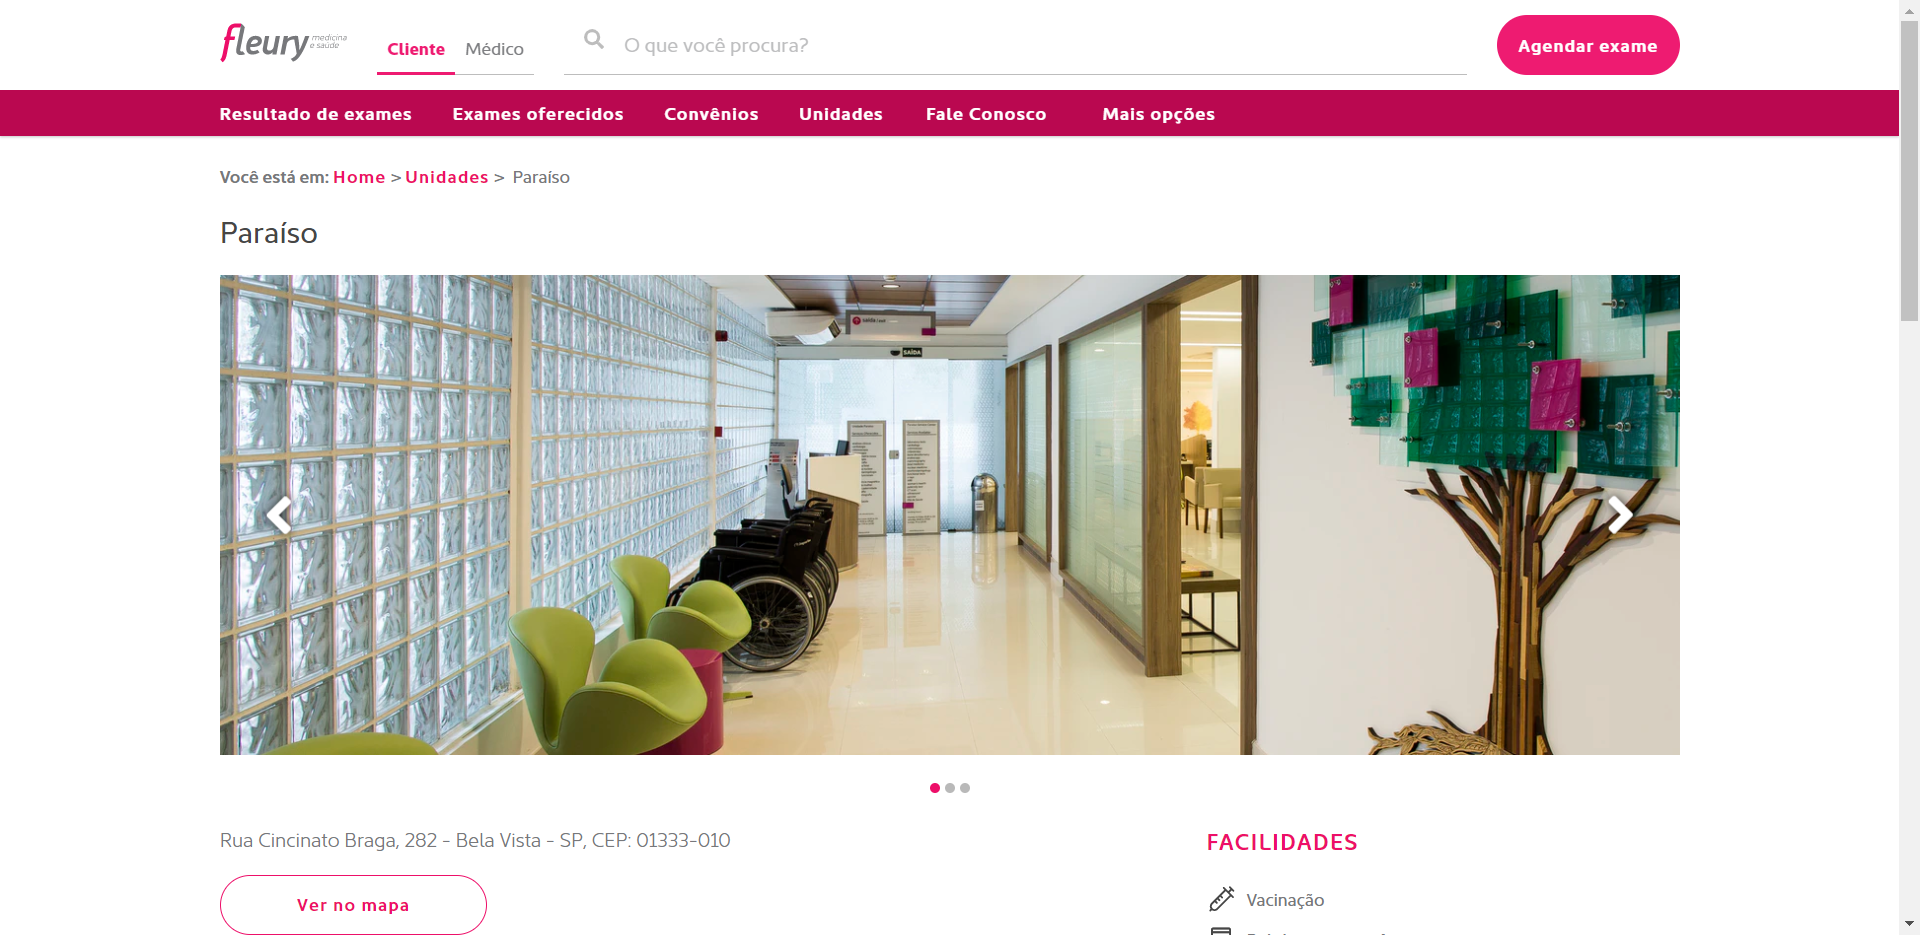 fleury medicina e saúde
Cliente
Médico
O que você procura?
Agendar exame
Resultado de exames
Exames oferecidos
Convênios
Unidades
Fale Conosco
Mais opções
Você está em: Home > Unidades > Paraíso
Paraíso
saída
SAÍDA
Rua Cincinato Braga, 282 - Bela Vista - SP, CEP: 01333-010
Ver no mapa
FACILIDADES
Vacinação